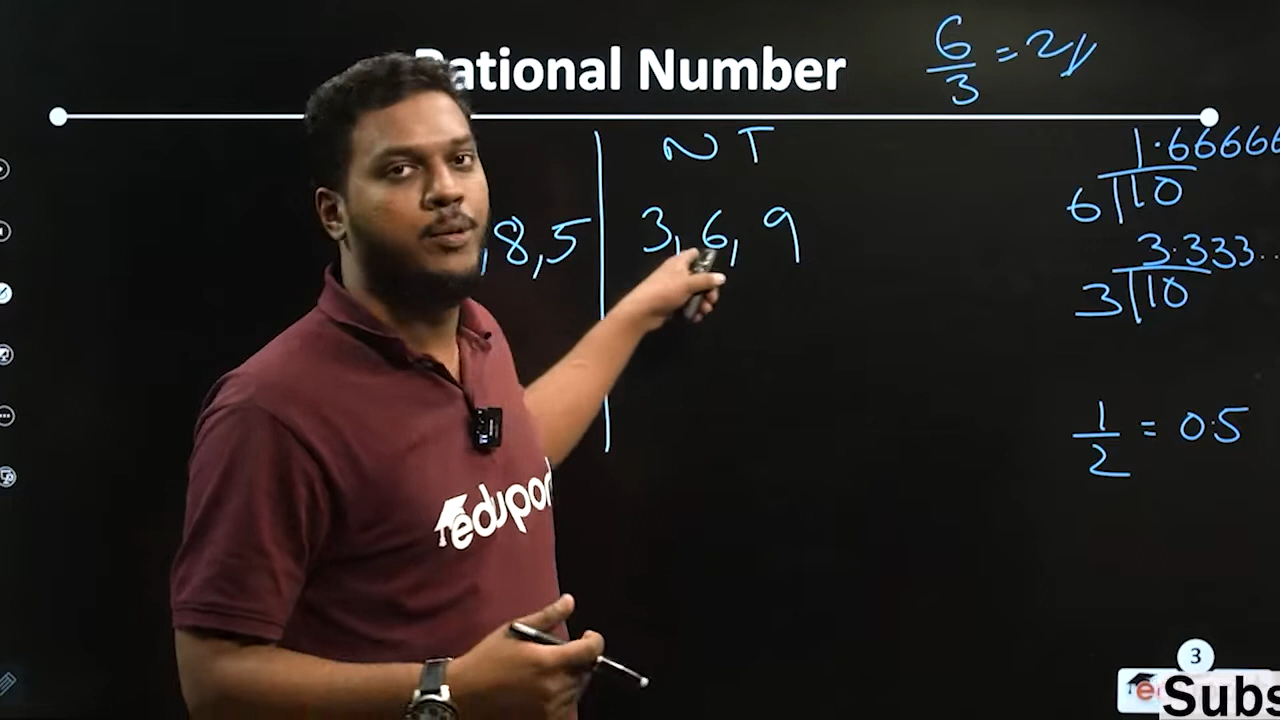 Rational Number
6/3 = 2
N T
, 8, 5
3, 6, 9
1.66666
6 10
3.333..
3 10
1/2 = 0.5
edupor
3
Subs